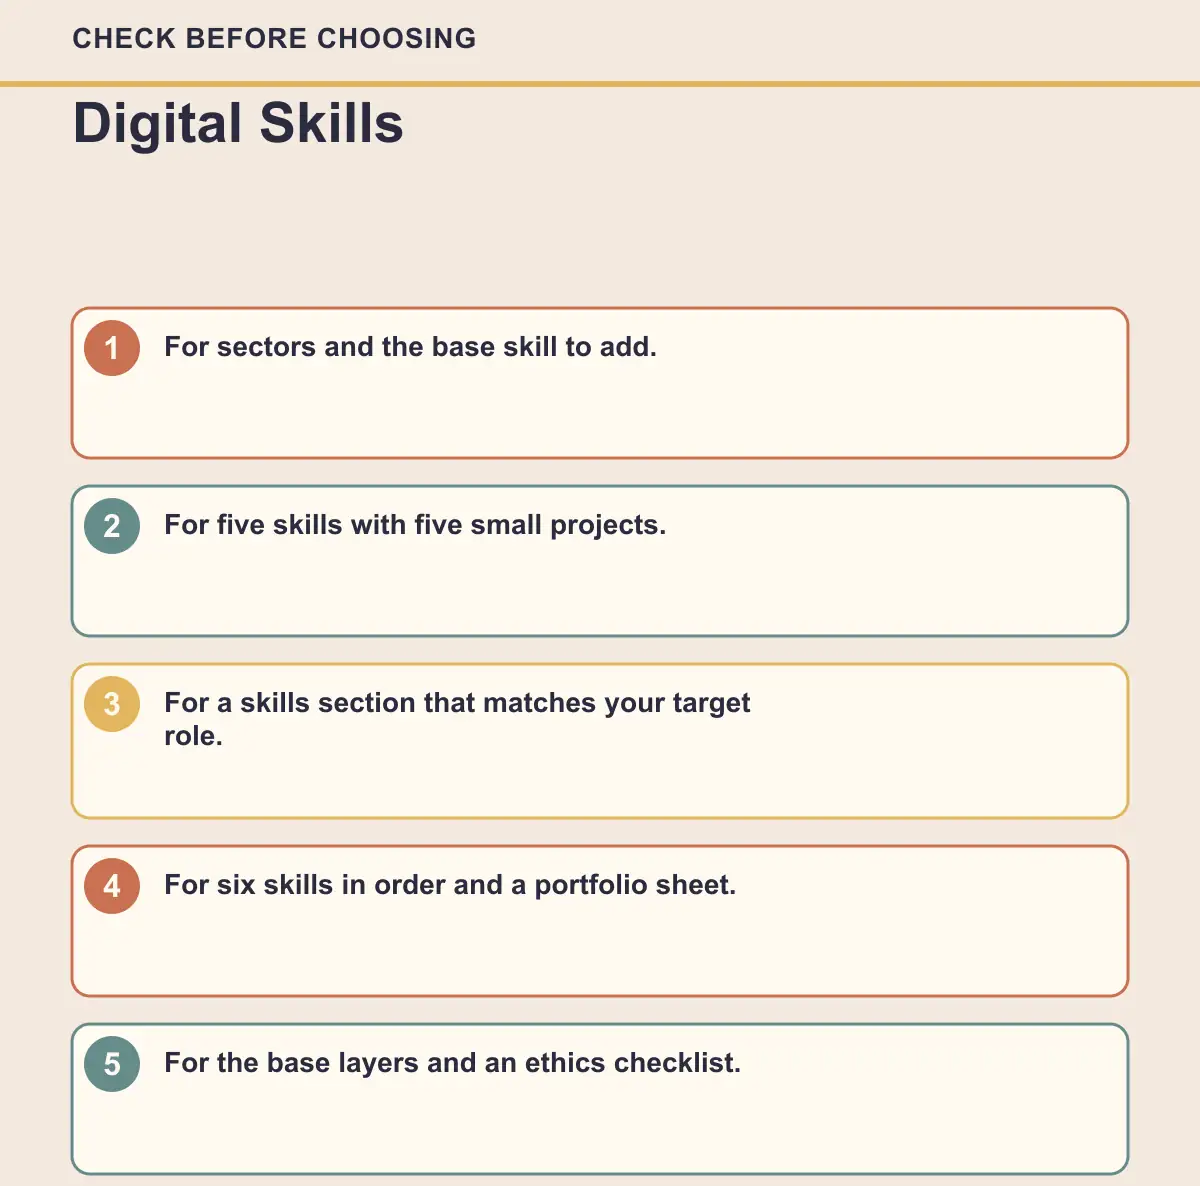 CHECK BEFORE CHOOSING
Digital Skills
1
For sectors and the base skill to add.
2
For five skills with five small projects.
3
For a skills section that matches your target
role.
4
For six skills in order and a portfolio sheet.
5
For the base layers and an ethics checklist.